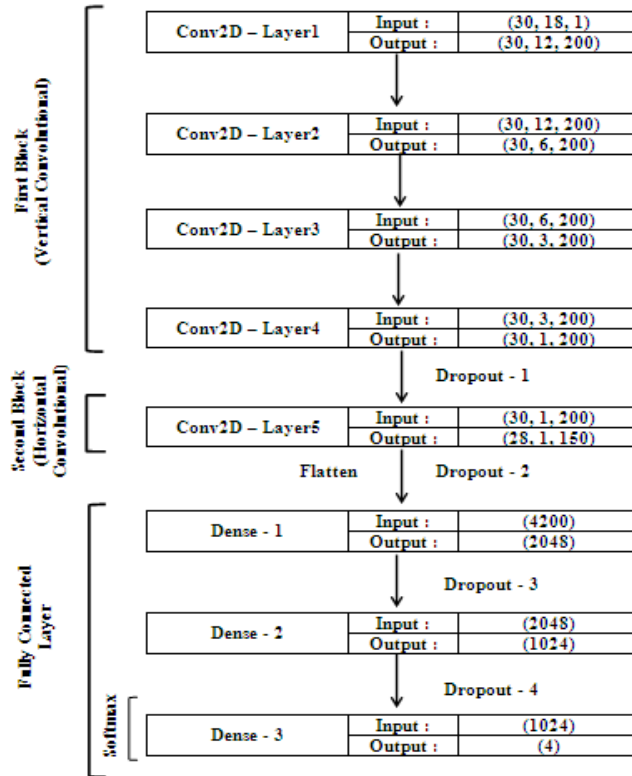 First Block
(Vertical Convolutional)
Conv2D – Layer1 Input : (30, 18, 1)
Output : (30, 12, 200)
Conv2D – Layer2 Input : (30, 12, 200)
Output : (30, 6, 200)
Conv2D – Layer3 Input : (30, 6, 200)
Output : (30, 3, 200)
Conv2D – Layer4 Input : (30, 3, 200)
Output : (30, 1, 200)
Dropout - 1
Second Block
(Horizontal
Convolutional)
Conv2D – Layer5 Input : (30, 1, 200)
Output : (28, 1, 150)
Flatten Dropout - 2
Fully Connected
Layer
Dense - 1 Input : (4200)
Output : (2048)
Dropout - 3
Dense - 2 Input : (2048)
Output : (1024)
Dropout - 4
Softmax
Dense - 3 Input : (1024)
Output : (4)